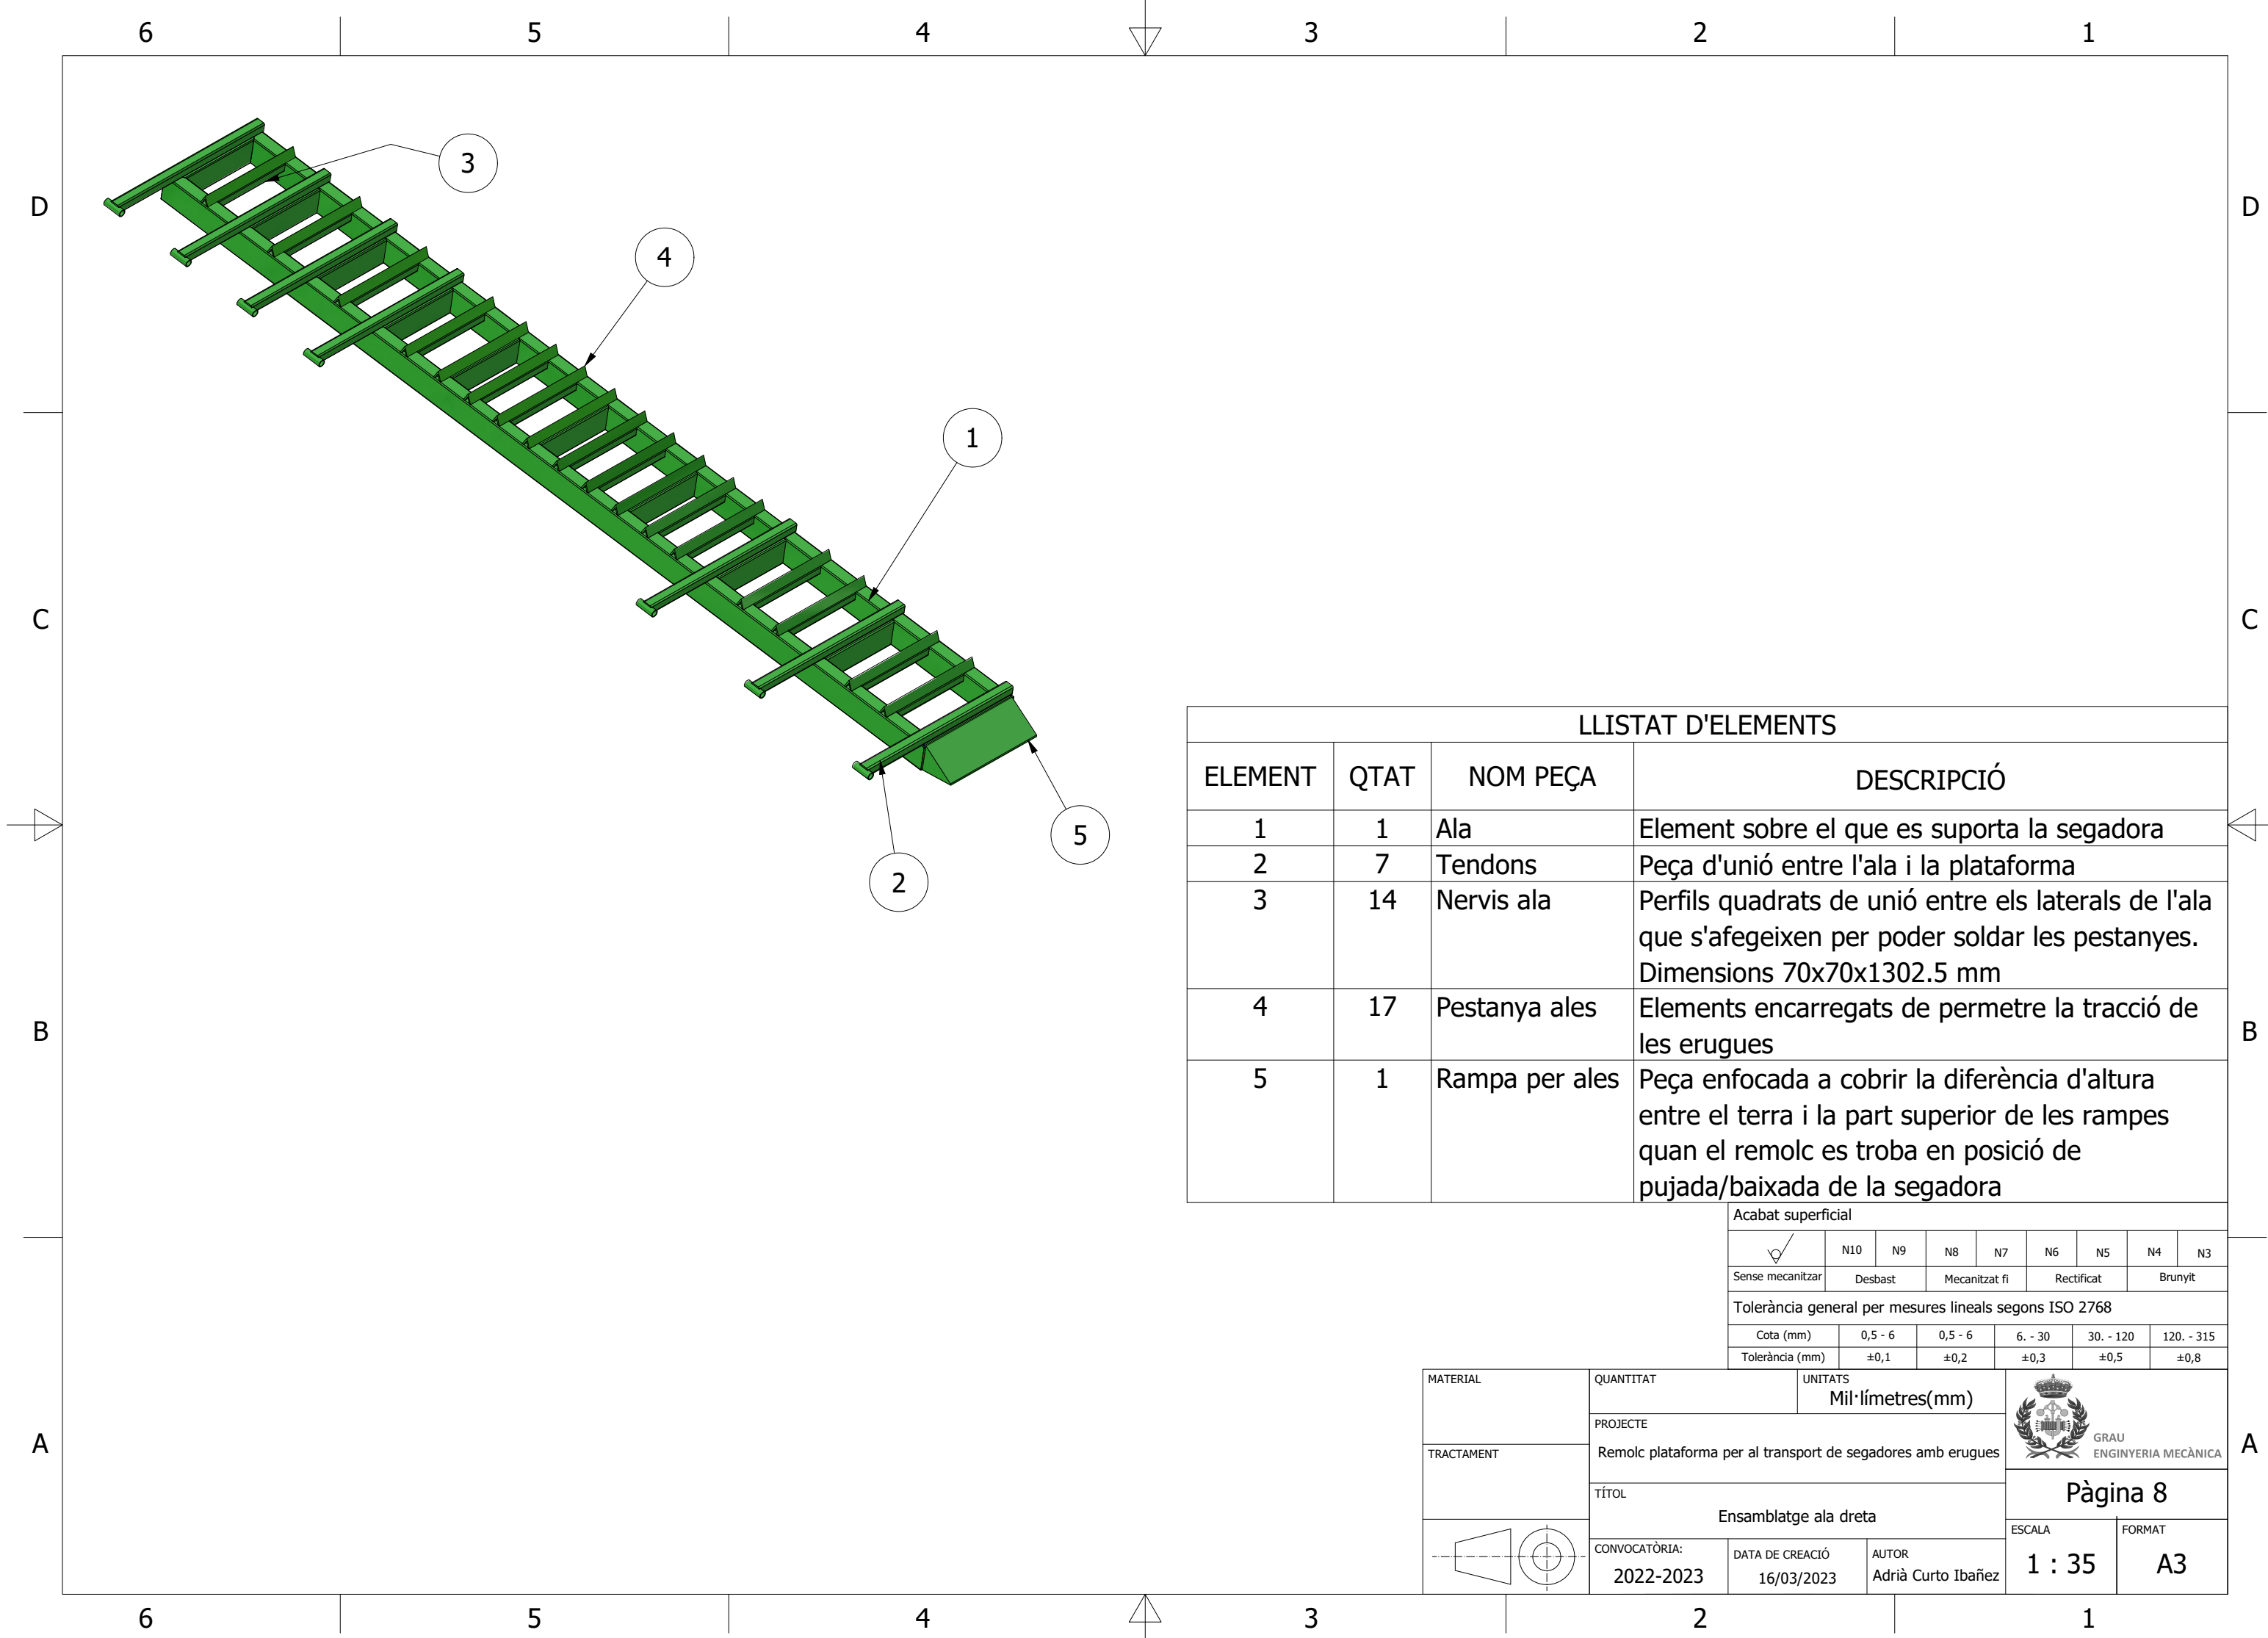 6 5 4 3 2 1
D D
3
4
1
C C
5
2
LLISTAT D'ELEMENTS
ELEMENT QTAT NOM PEÇA DESCRIPCIÓ
1 1 Ala Element sobre el que es suporta la segadora
2 7 Tendons Peça d'unió entre l'ala i la plataforma
3 14 Nervis ala Perfils quadrats de unió entre els laterals de l'ala
que s'afegeixen per poder soldar les pestanyes.
Dimensions 70x70x1302.5 mm
4 17 Pestanya ales Elements encarregats de permetre la tracció de
les erugues
5 1 Rampa per ales Peça enfocada a cobrir la diferència d'altura
entre el terra i la part superior de les rampes
quan el remolc es troba en posició de
pujada/baixada de la segadora
B B
Acabat superficial
N10 N9 N8 N7 N6 N5 N4 N3
Sense mecanitzar Desbast Mecanitzat fi Rectificat Brunyit
Tolerància general per mesures lineals segons ISO 2768
Cota (mm) 0,5 - 6 0,5 - 6 6. - 30 30. - 120 120. - 315
Tolerància (mm) ±0,1 ±0,2 ±0,3 ±0,5 ±0,8
MATERIAL QUANTITAT UNITATS
Mil·límetres(mm)
PROJECTE
Remolc plataforma per al transport de segadores amb erugues
TRACTAMENT
GRAU
ENGINYERIA MECÀNICA
A A
TÍTOL
Ensamblatge ala dreta
Pàgina 8
CONVOCATÒRIA:
2022-2023
DATA DE CREACIÓ
16/03/2023
AUTOR
Adrià Curto Ibañez
ESCALA
1 : 35
FORMAT
A3
6 5 4 3 2 1